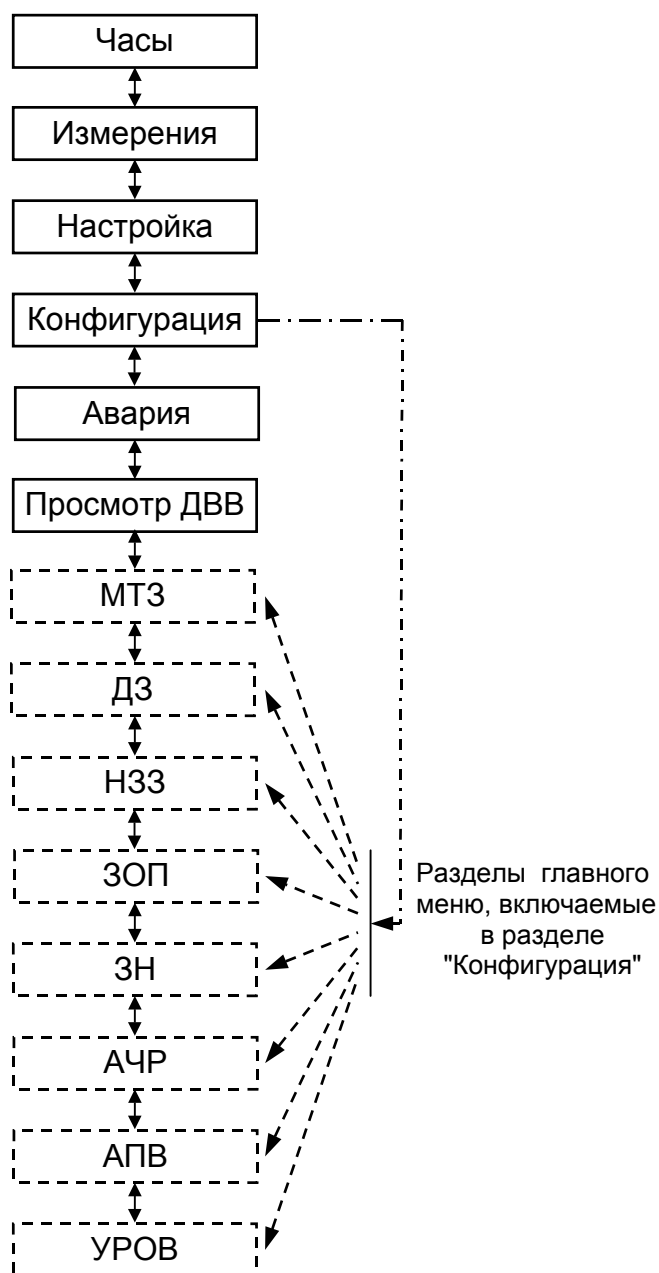 Часы
Измерения
Настройка
Конфигурация
Авария
Просмотр ДВВ
МТЗ
ДЗ
НЗЗ
ЗОП
ЗН
АЧР
АПВ
УРОВ
Разделы главного
меню, включаемые
в разделе
"Конфигурация"